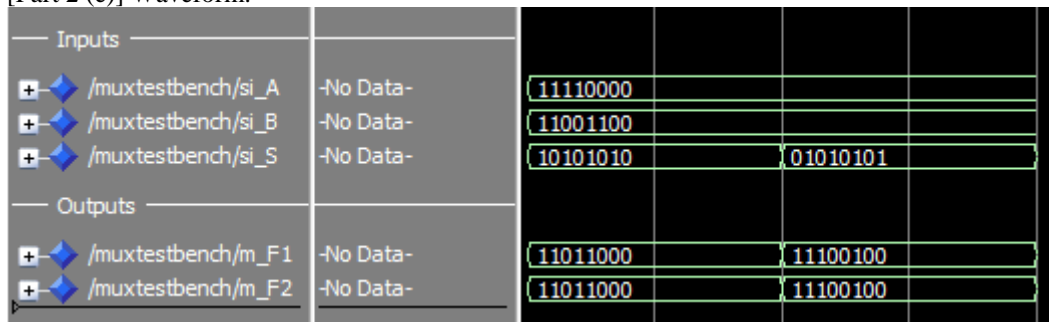 [Part 2 (c)] Waveform:
Inputs
/muxtestbench/si_A -No Data- 11110000
/muxtestbench/si_B -No Data- 11001100
/muxtestbench/si_S -No Data- 10101010 01010101
Outputs
/muxtestbench/m_F1 -No Data- 11011000 11100100
/muxtestbench/m_F2 -No Data- 11011000 11100100